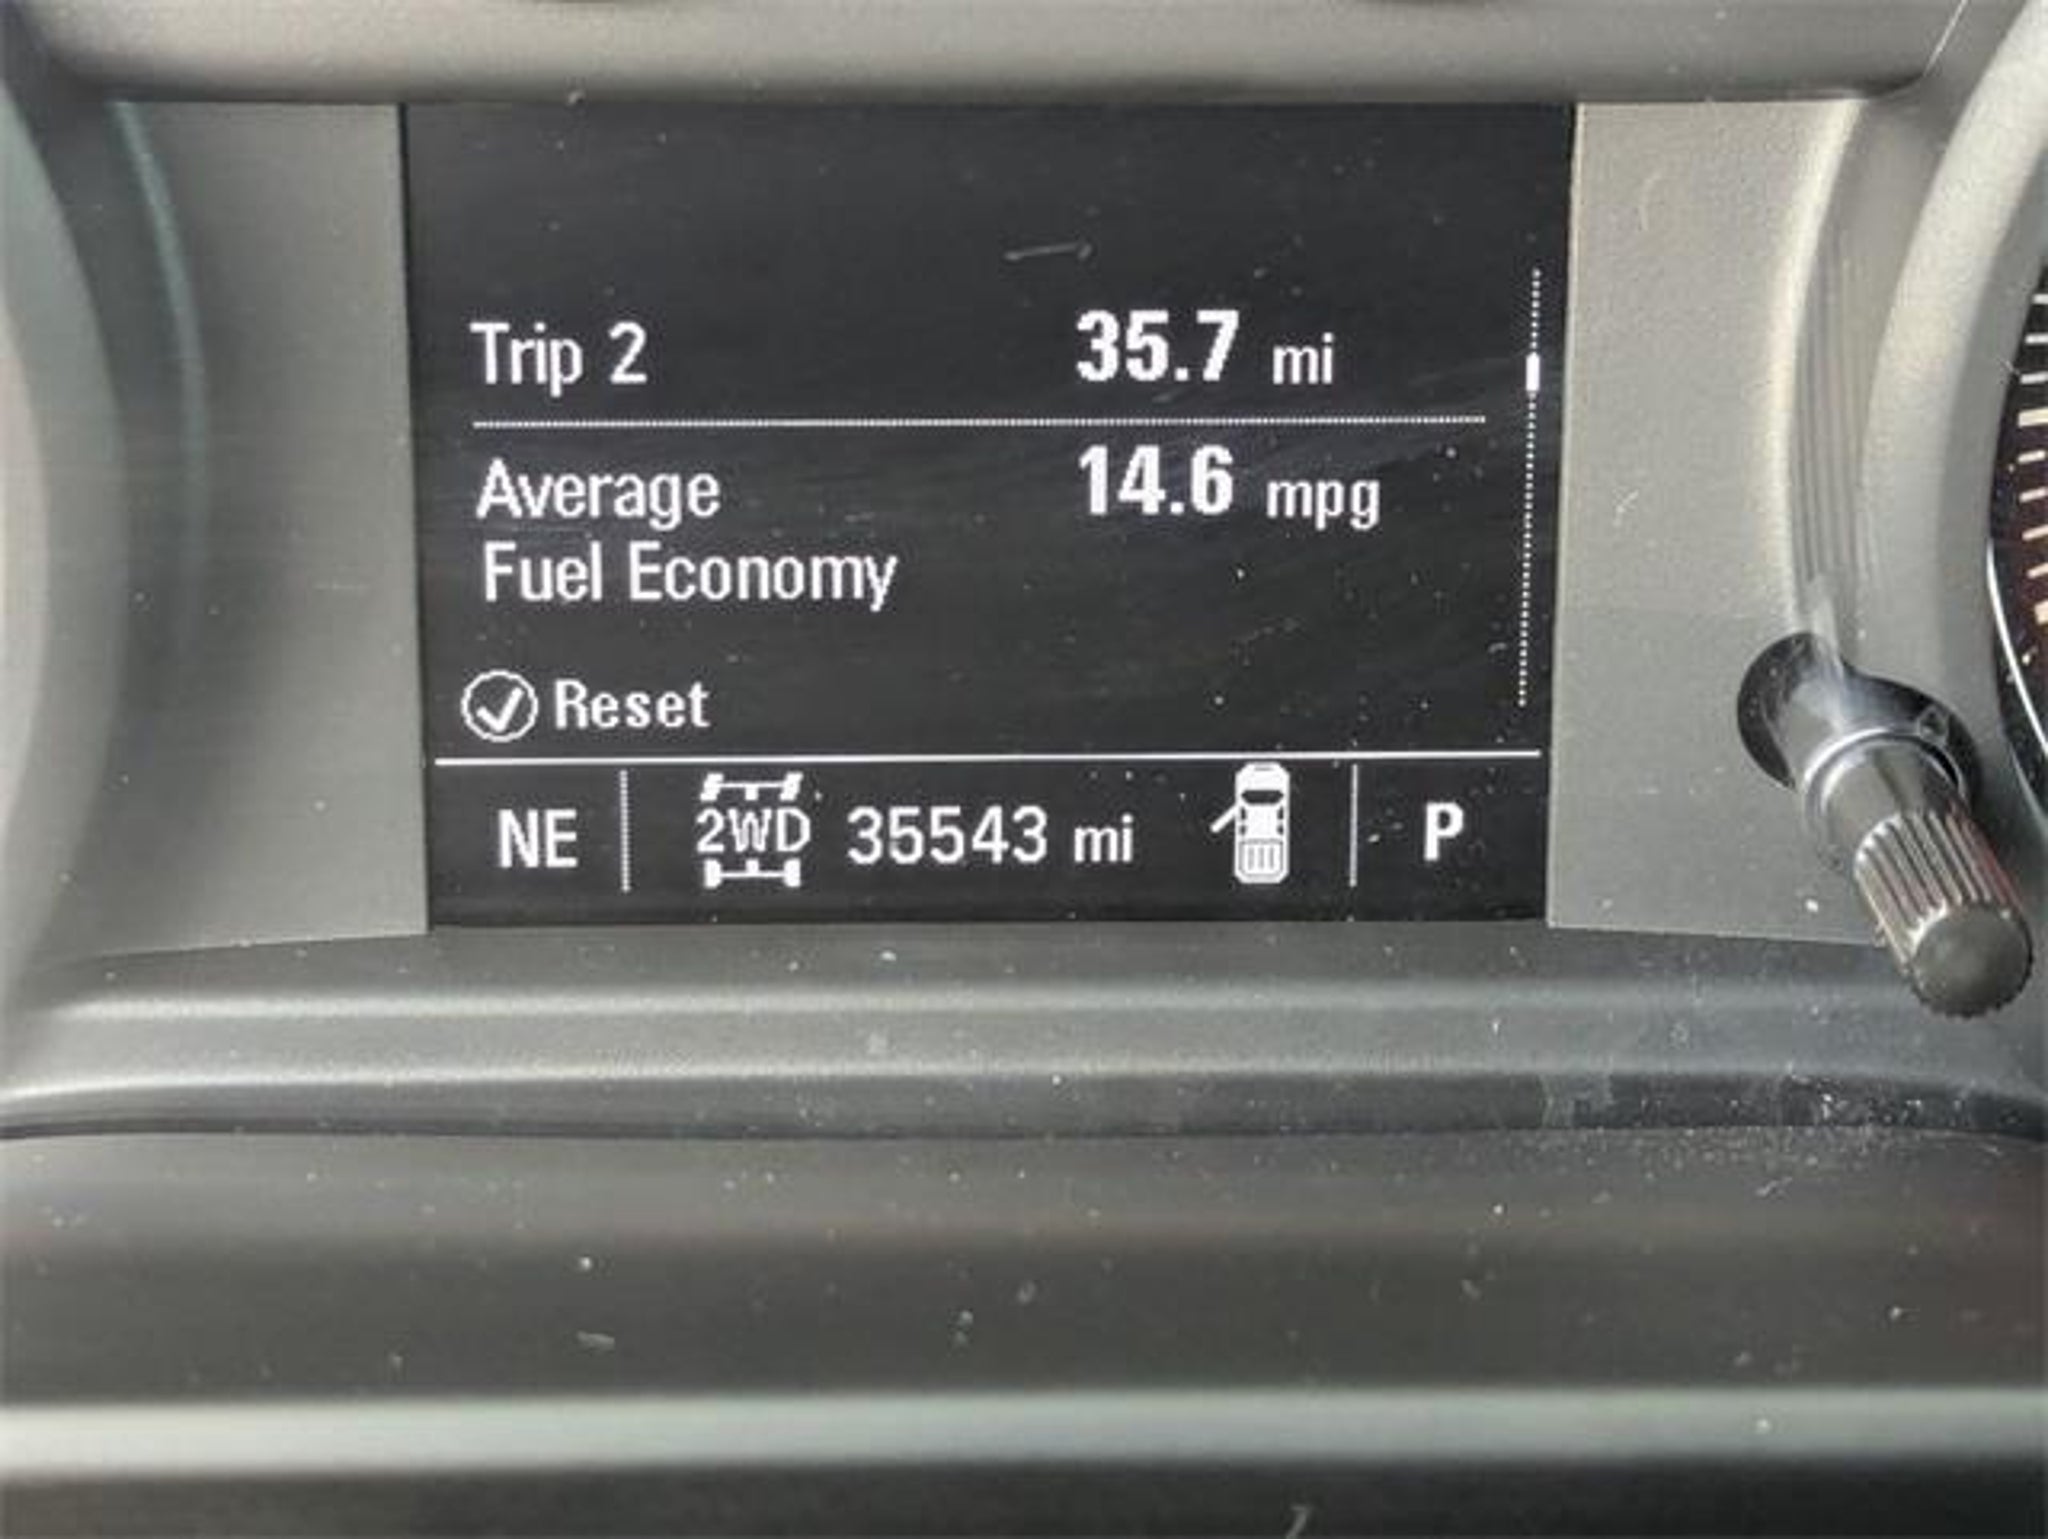 Trip 2 35.7 mi
Average 14.6 mpg
Fuel Economy
Reset
NE 2WD 35543 mi P